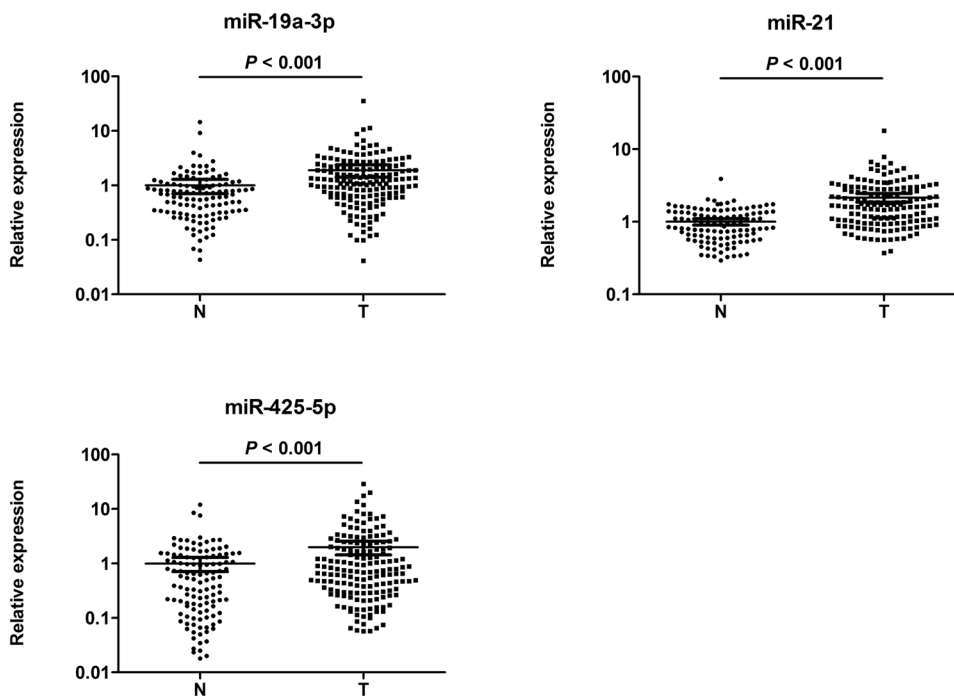 miR-19a-3p
P < 0.001
Relative expression
100
10
1
0.1
0.01
N
T
miR-21
P < 0.001
Relative expression
100
10
1
0.1
N
T
miR-425-5p
P < 0.001
Relative expression
100
10
1
0.1
0.01
N
T